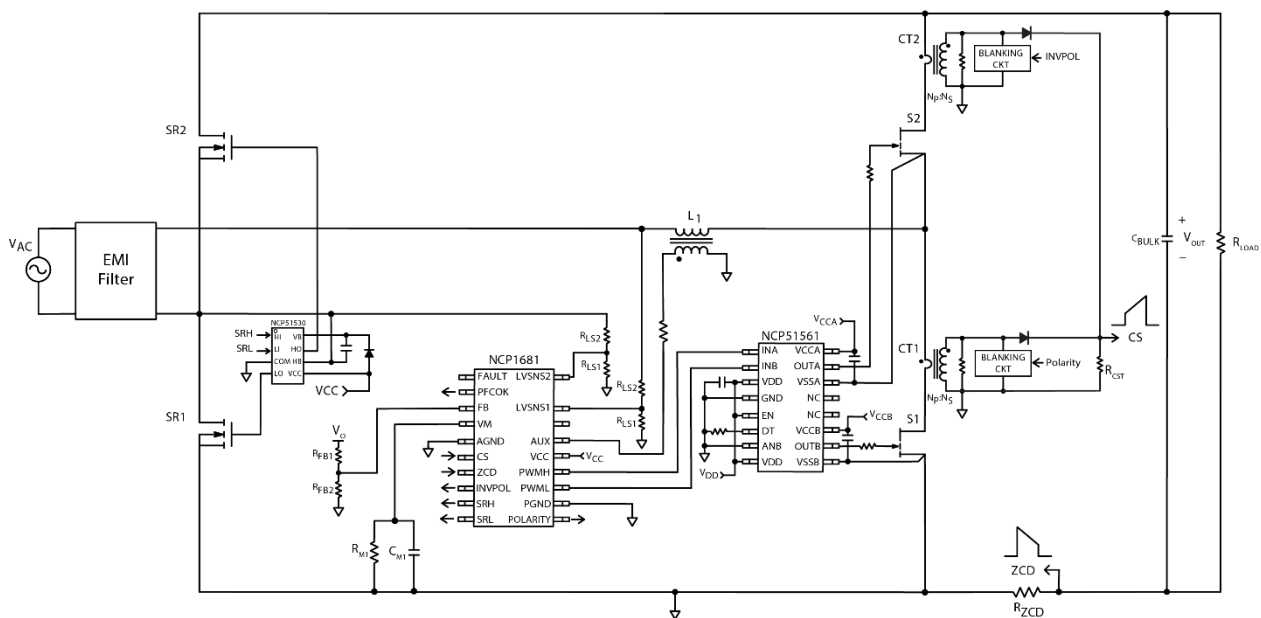 CT2
BLANKING
CKT
INVPOL
NP:NS
SR2
S2
L1
VAC
EMI
Filter
CBULK
+
VOUT
−
RLOAD
NCP51530
SRH
HI
VB
SRL
LI
HO
COM
HB
LO
VCC
VCC
RLS2
RLS1
RLS2
RLS1
VCCA
NCP51561
INA
VCCA
INB
OUTA
VDD
VSSA
GND
NC
EN
NC
DT
VCCB
ANB
OUTB
VDD
VSSB
VDD
VCCB
CT1
BLANKING
CKT
Polarity
NP:NS
CS
RCST
S1
NCP1681
FAULT
LVSNS2
PFCOK
FB
LVSNS1
VM
AGND
AUX
CS
VCC
VCC
ZCD
PWMH
INVPOL
PWML
SRH
PGND
SRL
POLARITY
SR1
VO
RFB1
RFB2
RM1
CM1
ZCD
RZCD